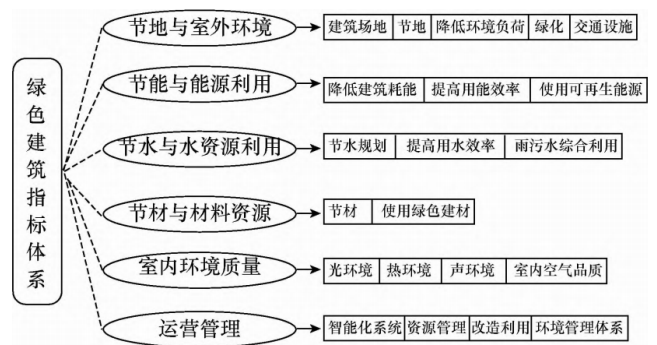 绿色建筑指标体系
节地与室外环境
建筑场地 节地 降低环境负荷 绿化 交通设施
节能与能源利用
降低建筑耗能 提高用能效率 使用可再生能源
节水与水资源利用
节水规划 提高用水效率 雨污水综合利用
节材与材料资源
节材 使用绿色建材
室内环境质量
光环境 热环境 声环境 室内空气品质
运营管理
智能化系统 资源管理 改造利用 环境管理体系